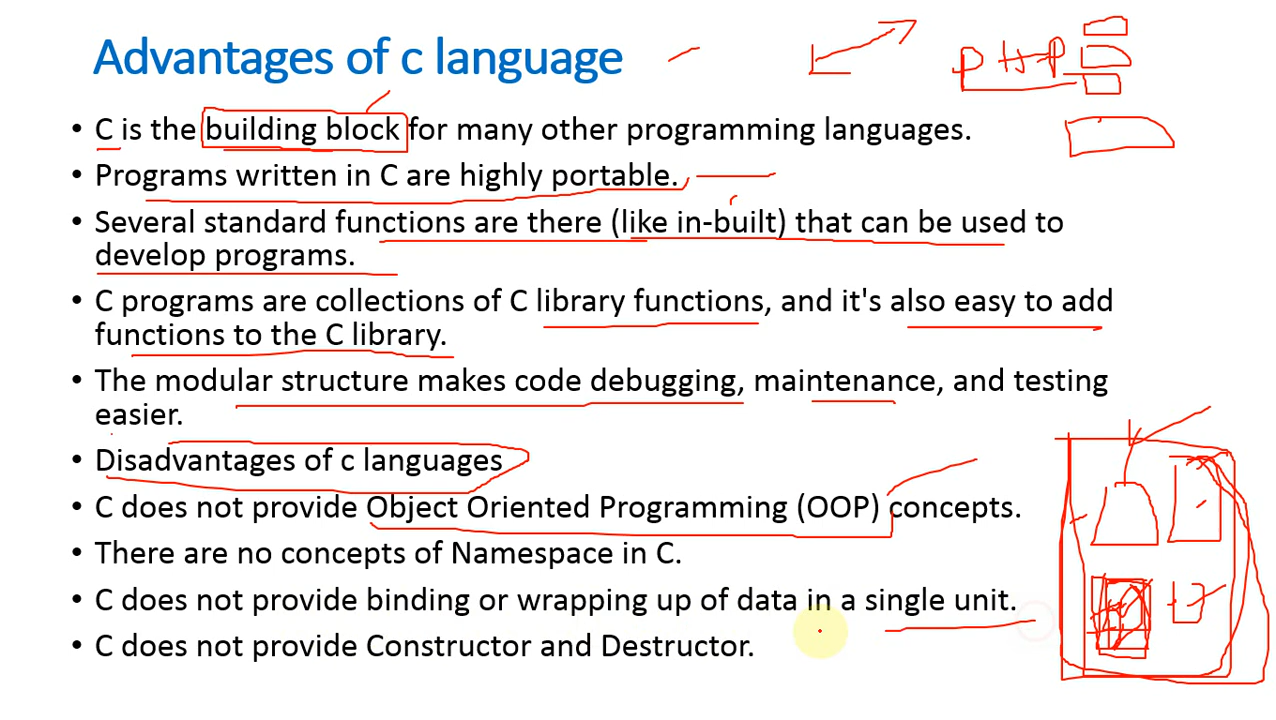 Advantages of c language
PHP
• C is the building block for many other programming languages.
• Programs written in C are highly portable.
• Several standard functions are there (like in-built) that can be used to
develop programs.
• C programs are collections of C library functions, and it's also easy to add
functions to the C library.
• The modular structure makes code debugging, maintenance, and testing
easier.
• Disadvantages of c languages
• C does not provide Object Oriented Programming (OOP) concepts.
• There are no concepts of Namespace in C.
• C does not provide binding or wrapping up of data in a single unit.
• C does not provide Constructor and Destructor.